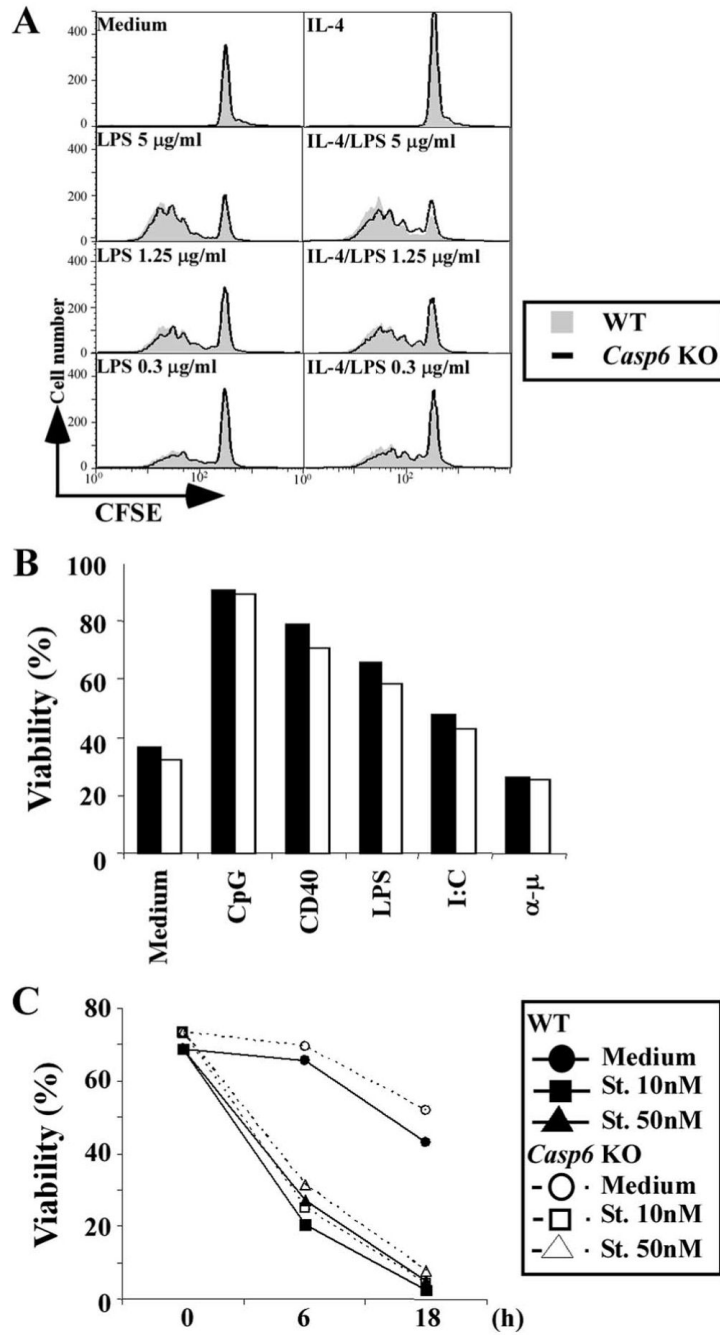 A
Medium
IL-4
400
200
0
LPS 5 µg/ml
IL-4/LPS 5 µg/ml
400
200
0
LPS 1.25 µg/ml
IL-4/LPS 1.25 µg/ml
400
200
0
LPS 0.3 µg/ml
IL-4/LPS 0.3 µg/ml
400
200
0
10⁰ 10² 10⁰ 10²
Cell number
CFSE
WT
Casp6 KO
B
Viability (%)
100
80
60
40
20
0
Medium
CpG
CD40
LPS
I:C
α-µ
C
Viability (%)
80
60
40
20
0
0 6 18 (h)
WT
Medium
St. 10nM
St. 50nM
Casp6 KO
Medium
St. 10nM
St. 50nM